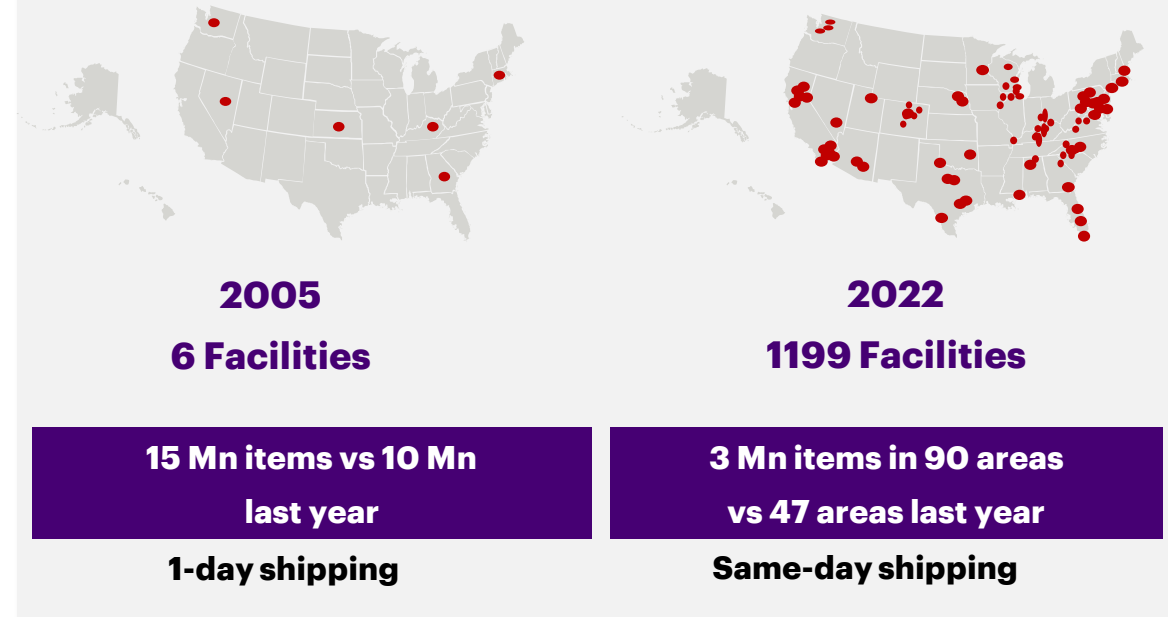 2005
6 Facilities
15 Mn items vs 10 Mn
last year
1-day shipping
2022
1199 Facilities
3 Mn items in 90 areas
vs 47 areas last year
Same-day shipping